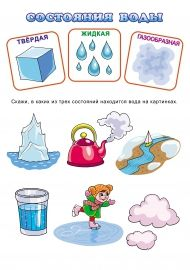 СОСТОЯНИЯ ВОДЫ
ТВЁРДАЯ
ЖИДКАЯ
ГАЗООБРАЗНАЯ
Скажи, в каких из трех состояний находится вода на картинках.